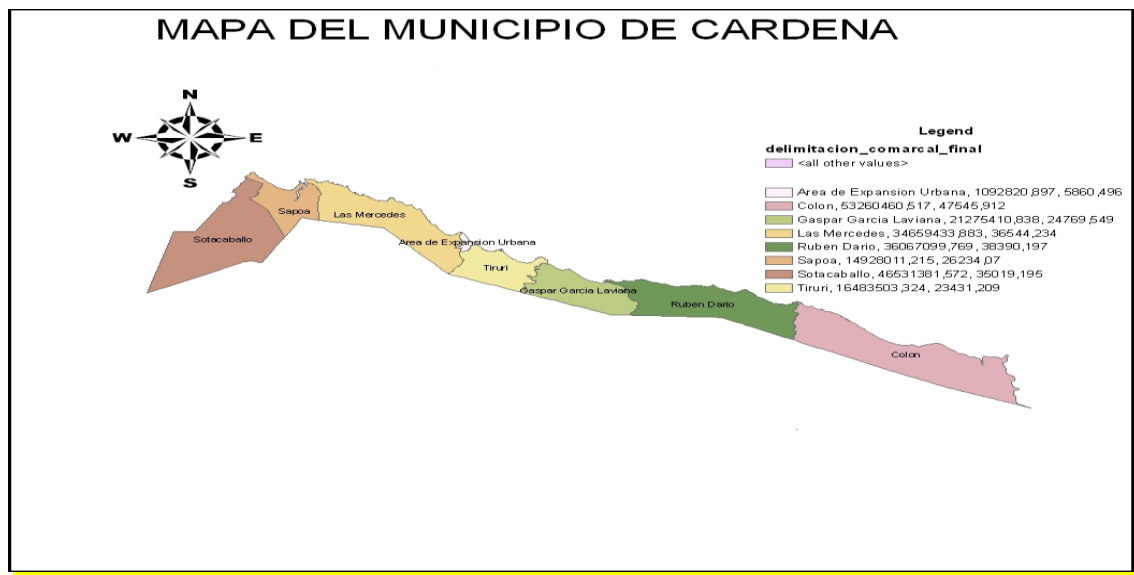 MAPA DEL MUNICIPIO DE CARDENA
N
W
E
S
Legend
delimitacion_comarcal_final
<all other values>
Area de Expansion Urbana, 1092820,897, 5860,496
Colon, 53260460,517, 47545,912
Gaspar Garcia Laviana, 21275410,838, 24769,549
Las Mercedes, 34659433,883, 36544,234
Ruben Dario, 36067099,769, 38390,197
Sapoa, 14928011,215, 26234,07
Sotacaballo, 46531381,572, 35019,195
Tiruri, 16483503,324, 23431,209
Sapoa
Las Mercedes
Sotacaballo
Area de Expansion Urbana
Tiruri
Gaspar Garcia Laviana
Ruben Dario
Colon